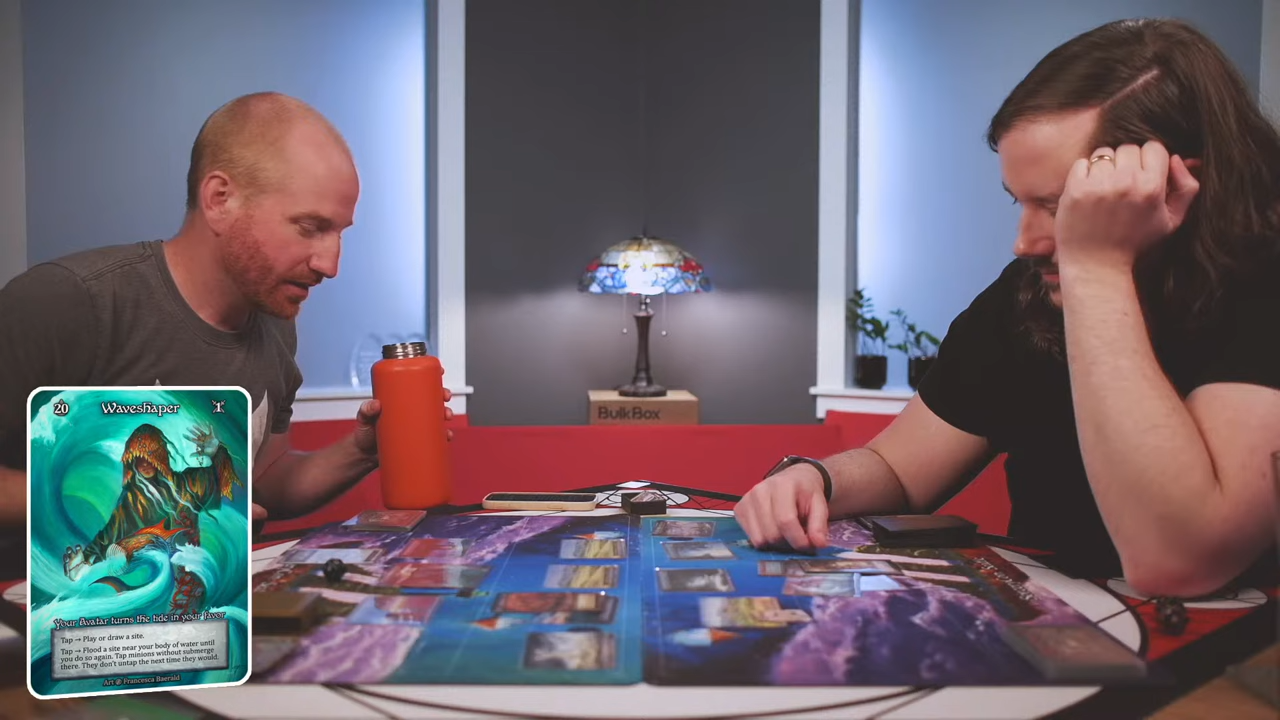 BulkBox
20 Waveshaper 1
Your Avatar turns the tide in your favor
Tap → Play or draw a site.
Tap → Flood a site near your body of water until
you do so again. Tap minions without submerge
there. They don't untap the next time they would.
Art @ Francesca Baerald